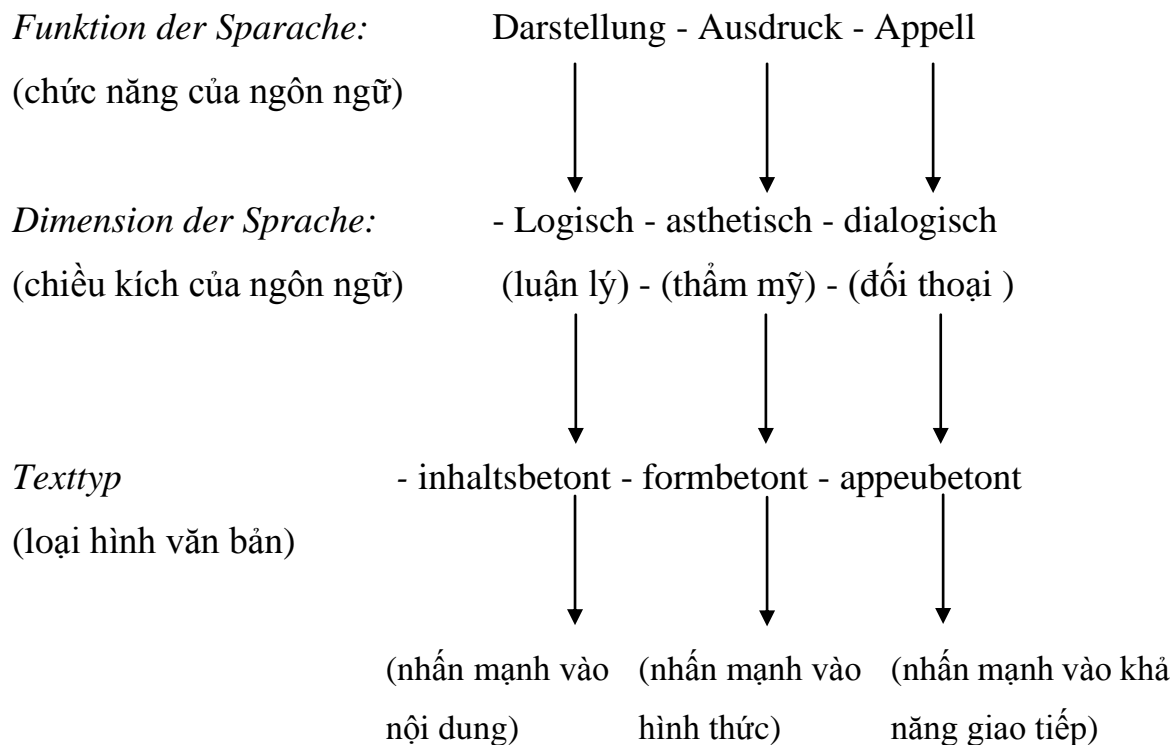 Funktion der Sparache: Darstellung - Ausdruck - Appell
(chức năng của ngôn ngữ)
Dimension der Sprache: - Logisch - asthetisch - dialogisch
(chiều kích của ngôn ngữ) (luận lý) - (thẩm mỹ) - (đối thoại )
Texttyp - inhaltsbetont - formbetont - appeubetont
(loại hình văn bản)
(nhấn mạnh vào (nhấn mạnh vào (nhấn mạnh vào khả
nội dung) hình thức) năng giao tiếp)